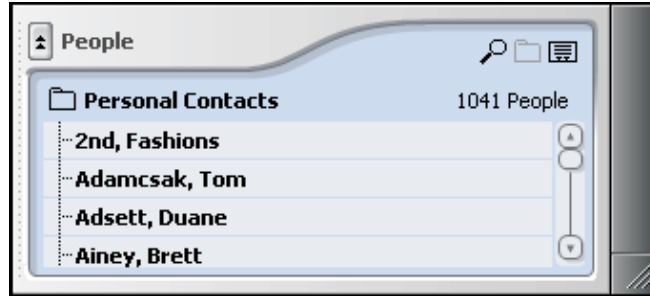 People
Personal Contacts 1041 People
2nd, Fashions
Adamcsak, Tom
Adsett, Duane
Ainey, Brett